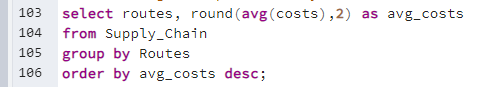 103 select routes, round(avg(costs),2) as avg_costs
104 from Supply_Chain
105 group by Routes
106 order by avg_costs desc;